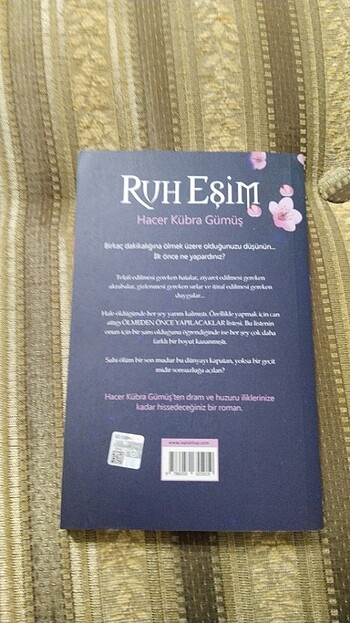 RUH EŞİM
Hacer Kübra Gümüş
Birkaç dakikalığına ölmek üzere olduğunuzu düşünün...
İlk önce ne yapardınız?
Telafi edilmesi gereken hatalar, ziyaret edilmesi gereken
akrabalar, gizlenmesi gereken sırlar ve itiraf edilmesi gereken
duygular...
Hale öldüğünde her şey yarım kalmıştı. Özellikle yapmak için can
attığı ÖLMEDEN ÖNCE YAPILACAKLAR listesi. Bu listenin
onun için bir şans olduğunu öğrendiğinde ise her şey çok daha
farklı bir boyut kazanmıştı.
Sahi ölüm bir son mudur bu dünyayı kapatan, yoksa bir geçit
midir sonsuzluğa açılan?
Hacer Kübra Gümüş'ten dram ve huzuru iliklerinize
kadar hissedeceğiniz bir roman.